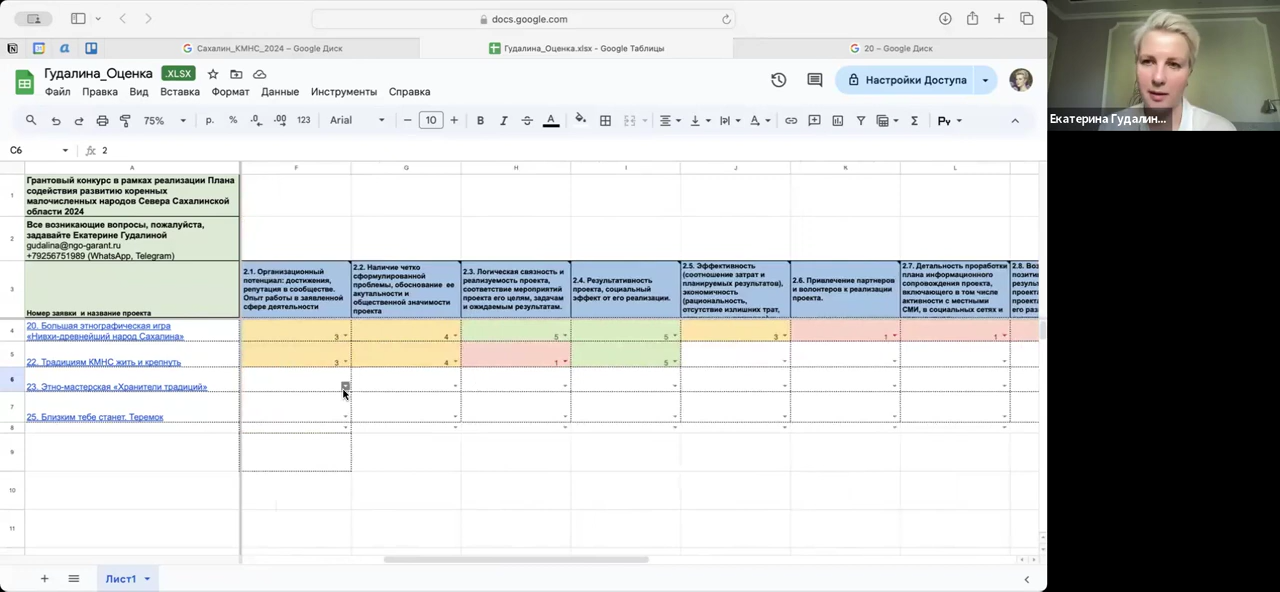 docs.google.com
Сахалин_КМНС_2024 – Google Диск
Гудалина_Оценка.xlsx - Google Таблицы
20 – Google Диск
Гудалина_Оценка .XLSX
Файл Правка Вид Вставка Формат Данные Инструменты Справка
Настройки Доступа
75% р. % .0 .00 123 Arial 10
C6 fx 2
A F G H I J K L
1
Грантовый конкурс в рамках реализации Плана
содействия развитию коренных
малочисленных народов Севера Сахалинской
области 2024
2
Все возникающие вопросы, пожалуйста,
задавайте Екатерине Гудалиной
gudalina@ngo-garant.ru
+79256751989 (WhatsApp, Telegram)
3
Номер заявки и название проекта
2.1. Организационный
потенциал: достижения,
репутация в сообществе.
Опыт работы в заявленной
сфере деятельности
2.2. Наличие четко
сформулированной
проблемы, обоснование ее
акутальности и
общественной значимости
проекта
2.3. Логическая связность и
реализуемость проекта,
соответствие мероприятий
проекта его целям, задачам
и ожидаемым результатам.
2.4. Результативность
проекта, социальный
эффект от его реализации.
2.5. Эффективность
(соотношение затрат и
планируемых результатов),
экономичность
(рациональность,
отсутствие излишних трат,
2.6. Привлечение партнеров
и волонтеров к реализации
проекта.
2.7. Детальность проработки
плана информационного
сопровождения проекта,
включающего в том числе
активности с местными
СМИ, в социальных сетях и
2.8. Воз
позити
результ
проекта
его раз
4
20. Большая этнографическая игра
«Нивхи-древнейший народ Сахалина»
3 4 5 5 3 1 1
5
22. Традициям КМНС жить и крепнуть
3 4 1 5
6
23. Этно-мастерская «Хранители традиций»
7
25. Близким тебе станет, Теремок
8
9
10
11
Лист1
Екатерина Гудалин...